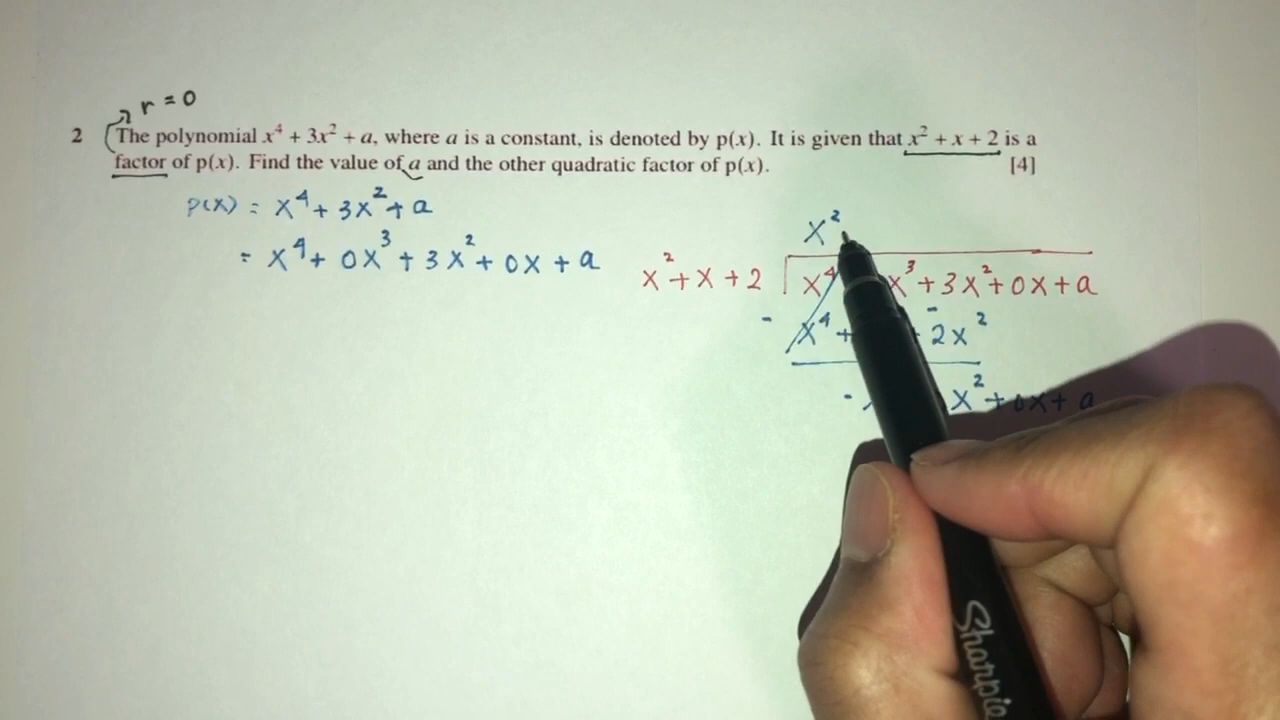 r = 0
2 The polynomial x⁴ + 3x² + a, where a is a constant, is denoted by p(x). It is given that x² + x + 2 is a
factor of p(x). Find the value of a and the other quadratic factor of p(x). [4]
p(x) = x⁴ + 3x² + a
= x⁴ + 0x³ + 3x² + 0x + a
x²
x² + x + 2 x⁴ x³ + 3x² + 0x + a
- x⁴ + 2x²
- x² + 0x + a
Sharpie